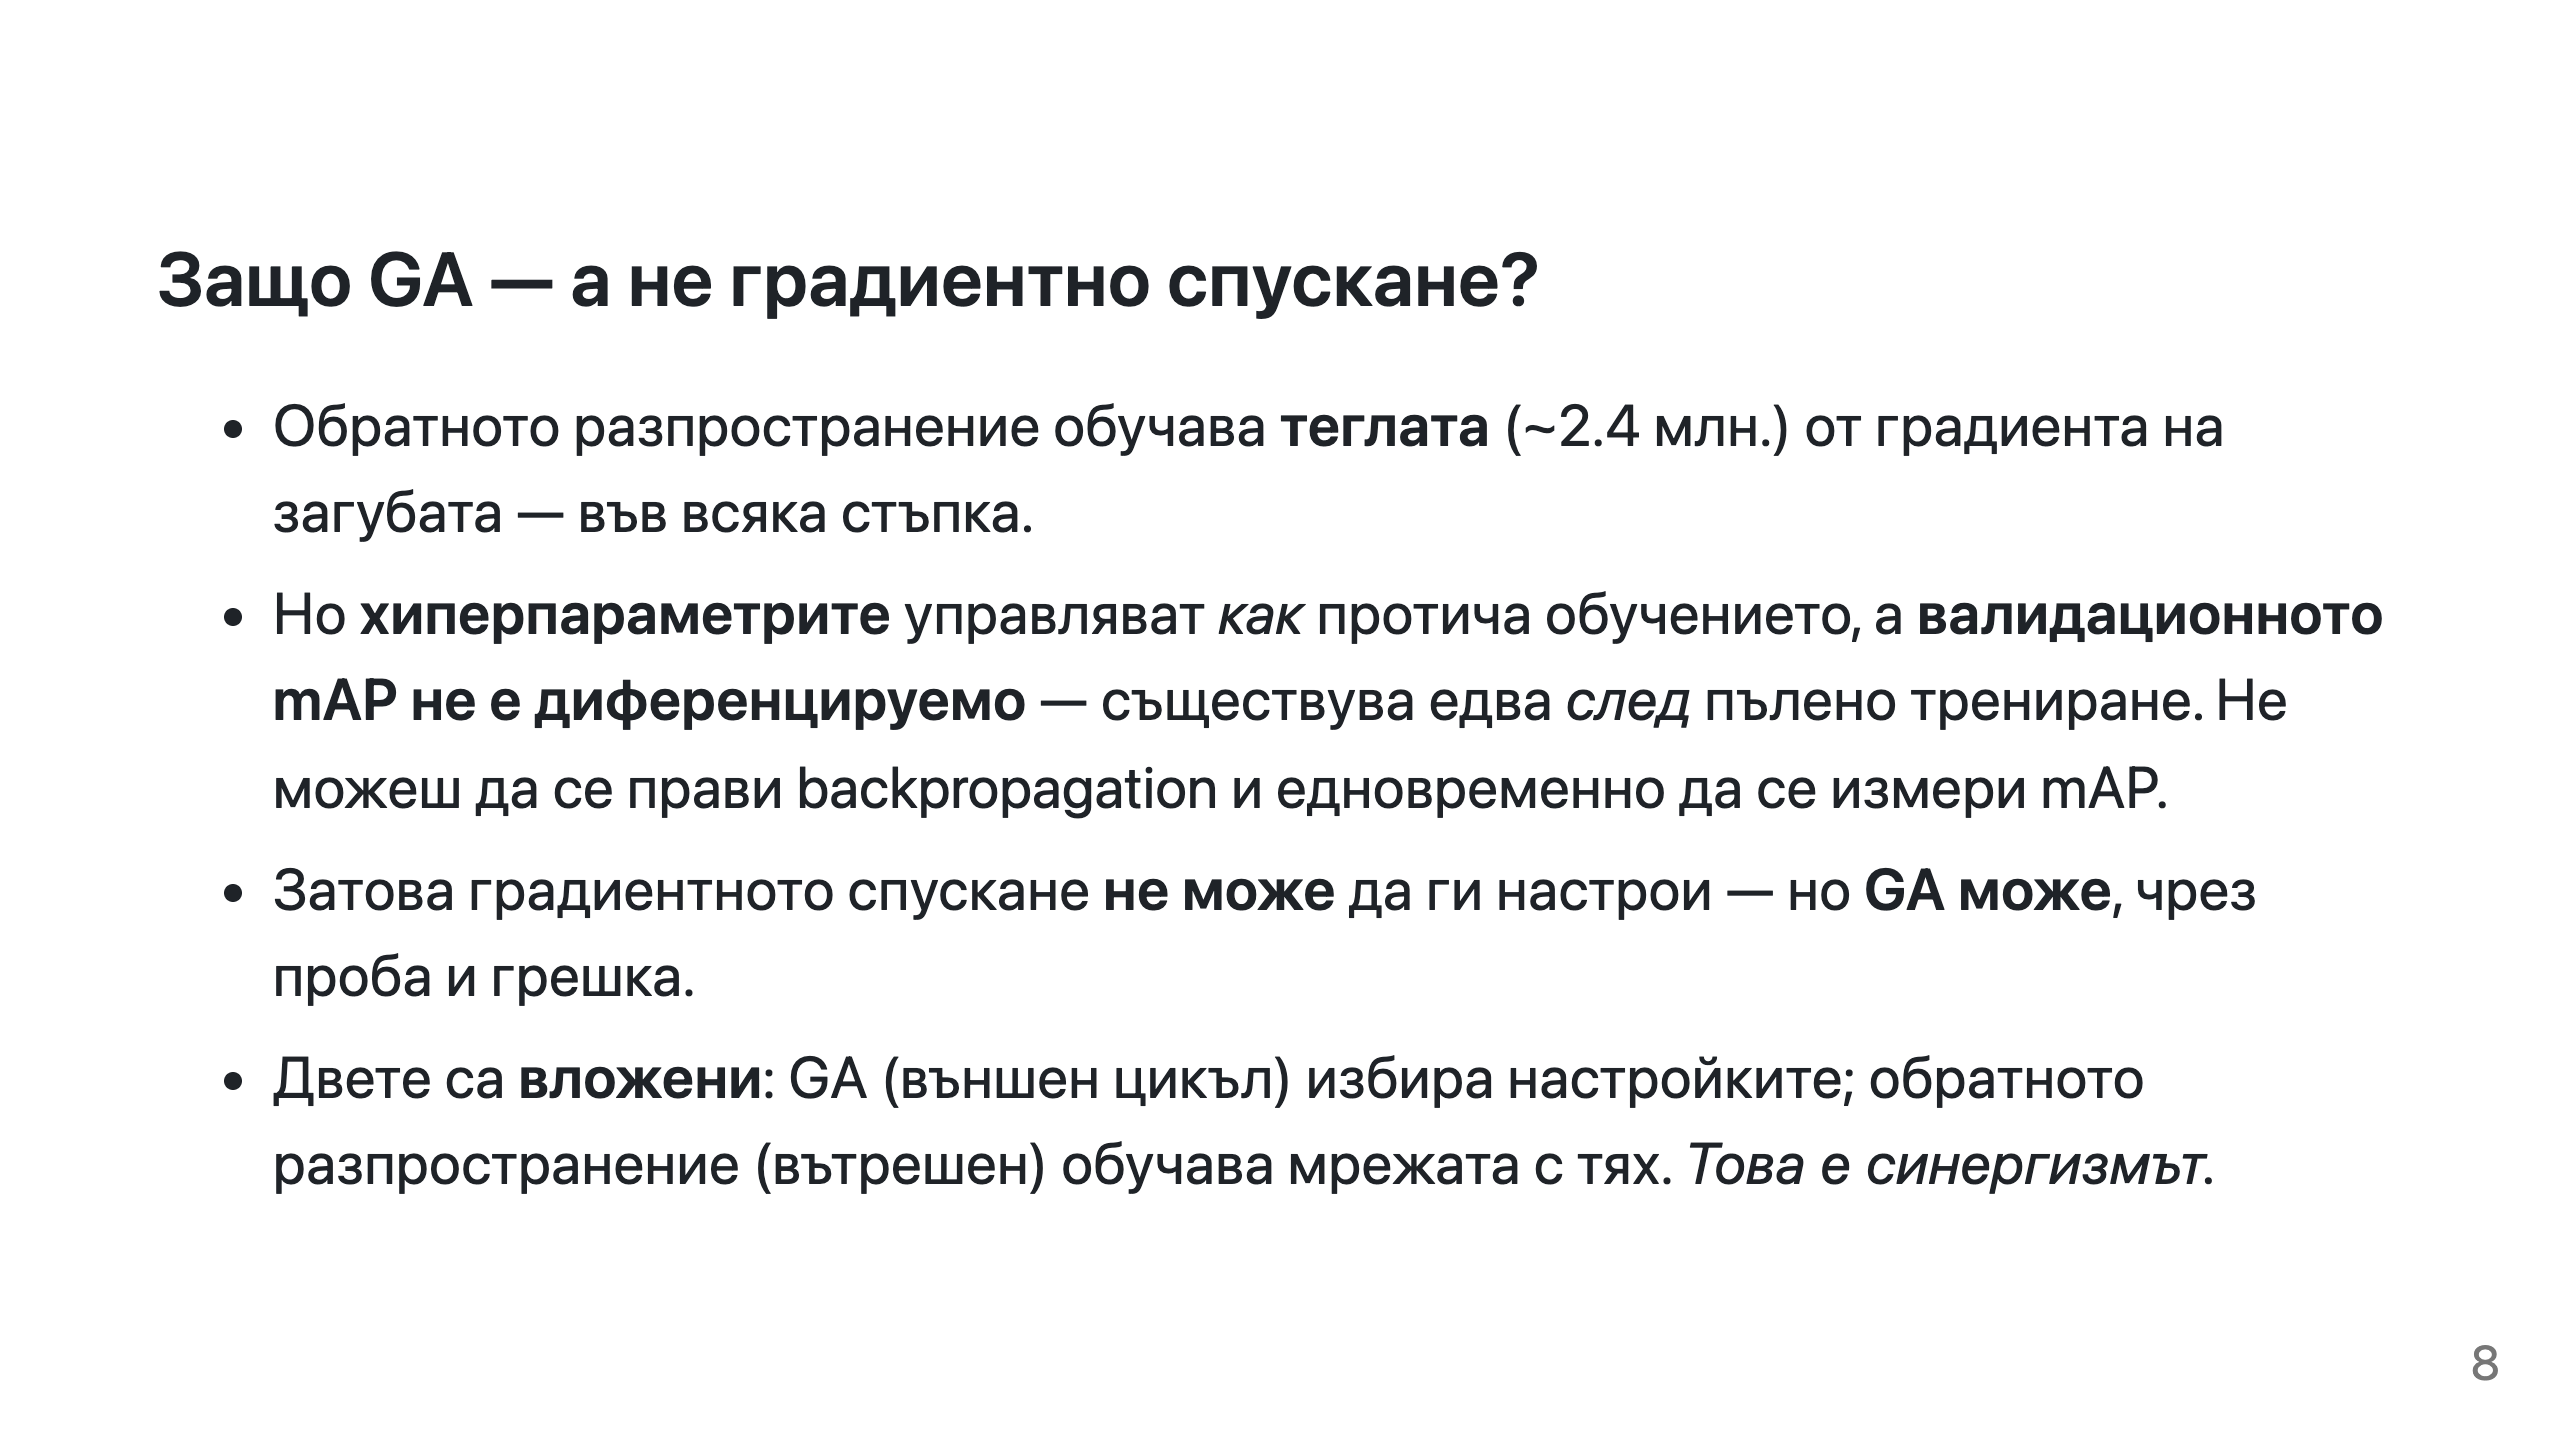 Защо GA — а не градиентно спускане?
• Обратното разпространение обучава теглата (~2.4 млн.) от градиента на
загубата — във всяка стъпка.
• Но хиперпараметрите управляват как протича обучението, а валидационното
mAP не е диференцируемо — съществува едва след пълено трениране. Не
можеш да се прави backpropagation и едновременно да се измери mAP.
• Затова градиентното спускане не може да ги настрои — но GA може, чрез
проба и грешка.
• Двете са вложени: GA (външен цикъл) избира настройките; обратното
разпространение (вътрешен) обучава мрежата с тях. Това е синергизмът.
8